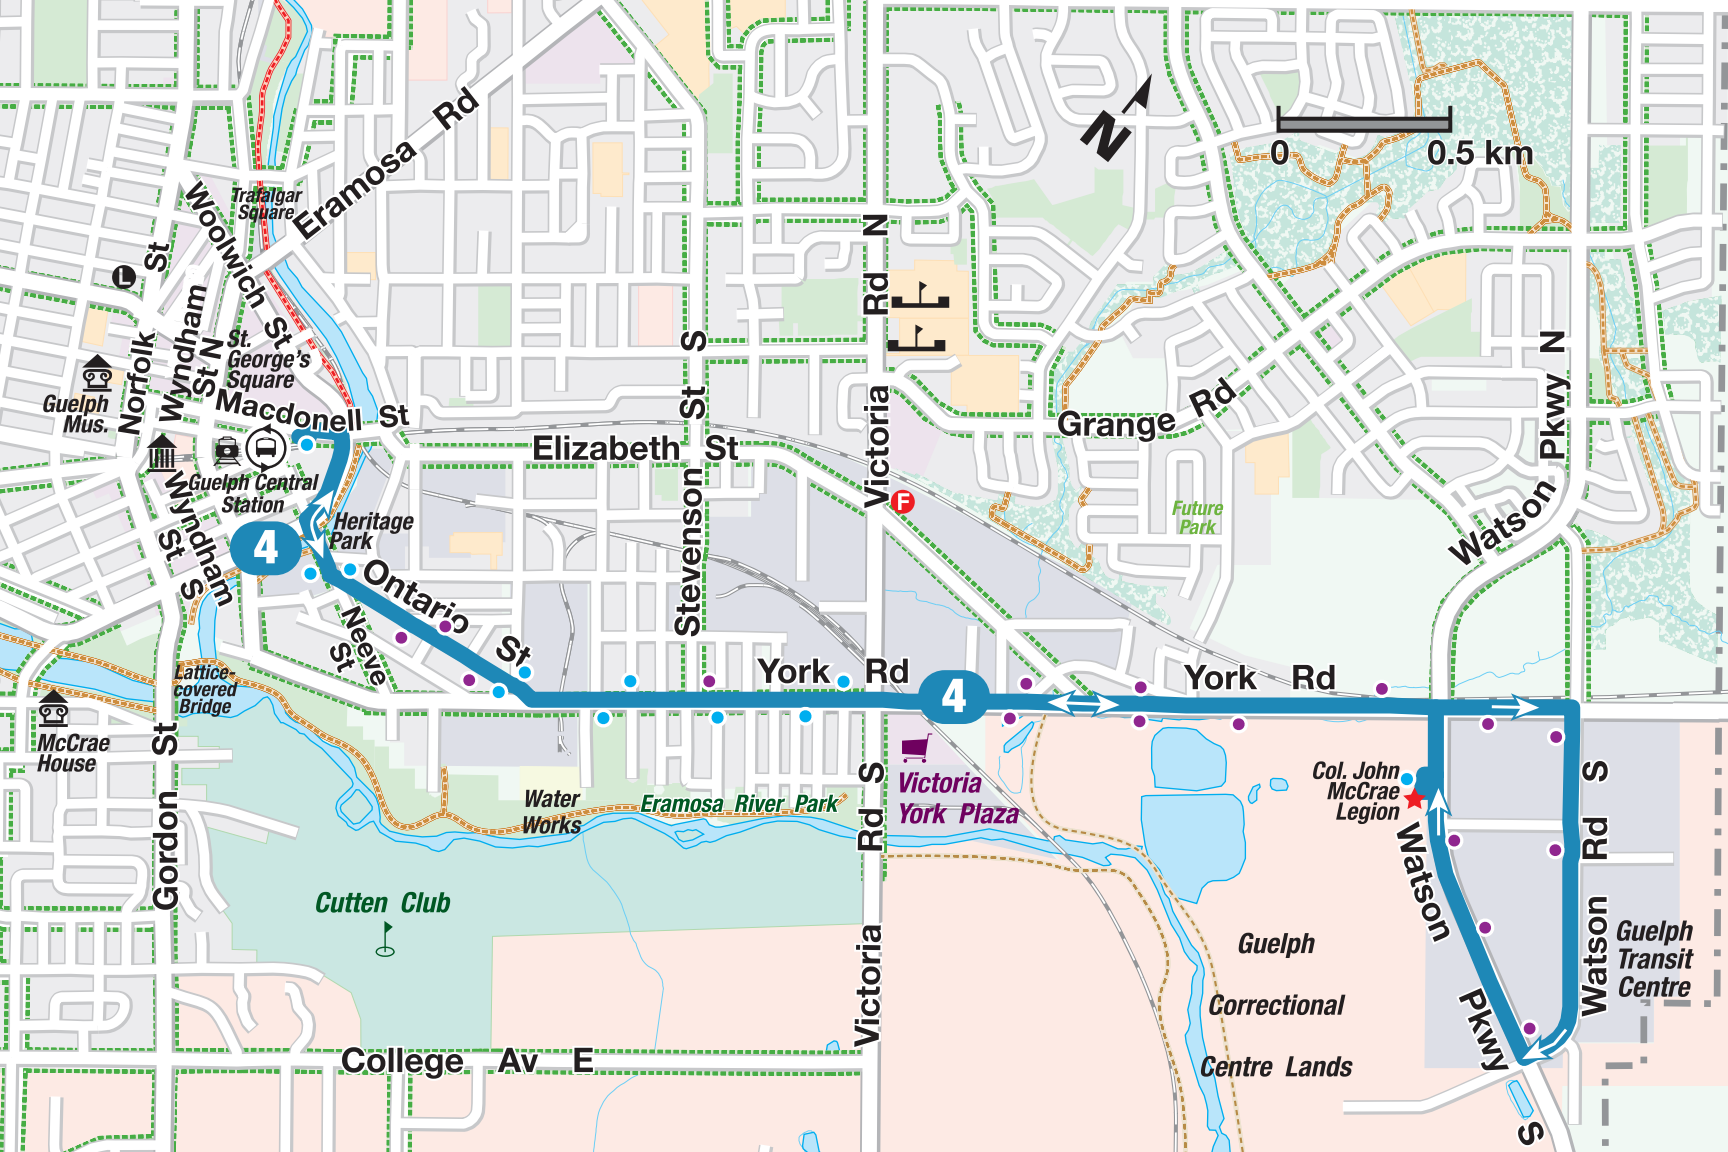 Eramosa Rd
N
0
0.5 km
Trafalgar
Square
Woolwich St
L
St
Norfolk
Wyndham
St N
St.
George's
Square
Guelph
Mus.
Macdonell St
Guelph Central
Station
Wyndham
St S
Heritage
Park
4
Ontario St
Neeve
St
Elizabeth St
Stevenson St S
Victoria Rd N
F
Grange Rd
Future
Park
Watson
Pkwy N
York Rd
4
York Rd
Lattice-
covered
Bridge
McCrae
House
Gordon St
Water
Works
Eramosa River Park
Victoria
York Plaza
Victoria Rd S
Cutten Club
College Av E
Col. John
McCrae
Legion
Watson
Pkwy
S
Watson Rd S
Guelph
Transit
Centre
Guelph
Correctional
Centre Lands